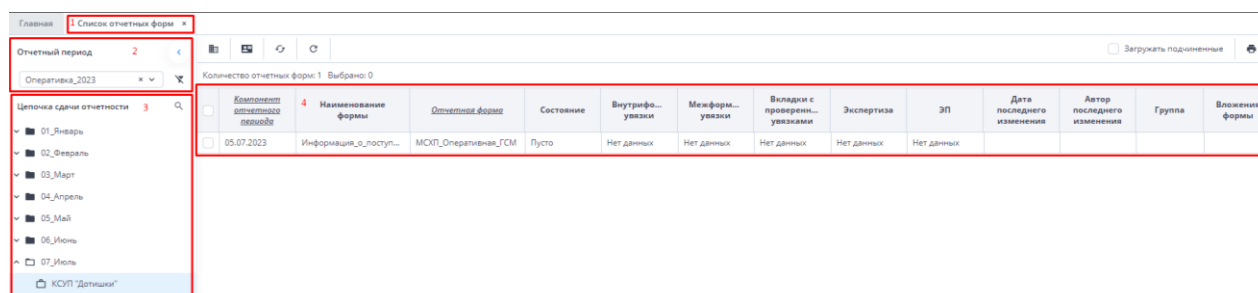 Главная
1 Список отчетных форм ×
Отчетный период 2
Оперативка_2023
Цепочка сдачи отчетности 3
01_Январь
02_Февраль
03_Март
04_Апрель
05_Май
06_Июнь
07_Июль
КСУП "Дотишки"
Загружать подчиненные
Количество отчетных форм: 1 Выбрано: 0
4
Компонент
отчетного
периода
Наименование
формы
Отчетная форма
Состояние
Внутрифо...
увязки
Межформ...
увязки
Вкладки с
проверенн...
увязками
Экспертиза
ЭП
Дата
последнего
изменения
Автор
последнего
изменения
Группа
Вложения
формы
05.07.2023 Информация_о_поступ... МСХП_Оперативная_ГСМ Пусто Нет данных Нет данных Нет данных Нет данных Нет данных